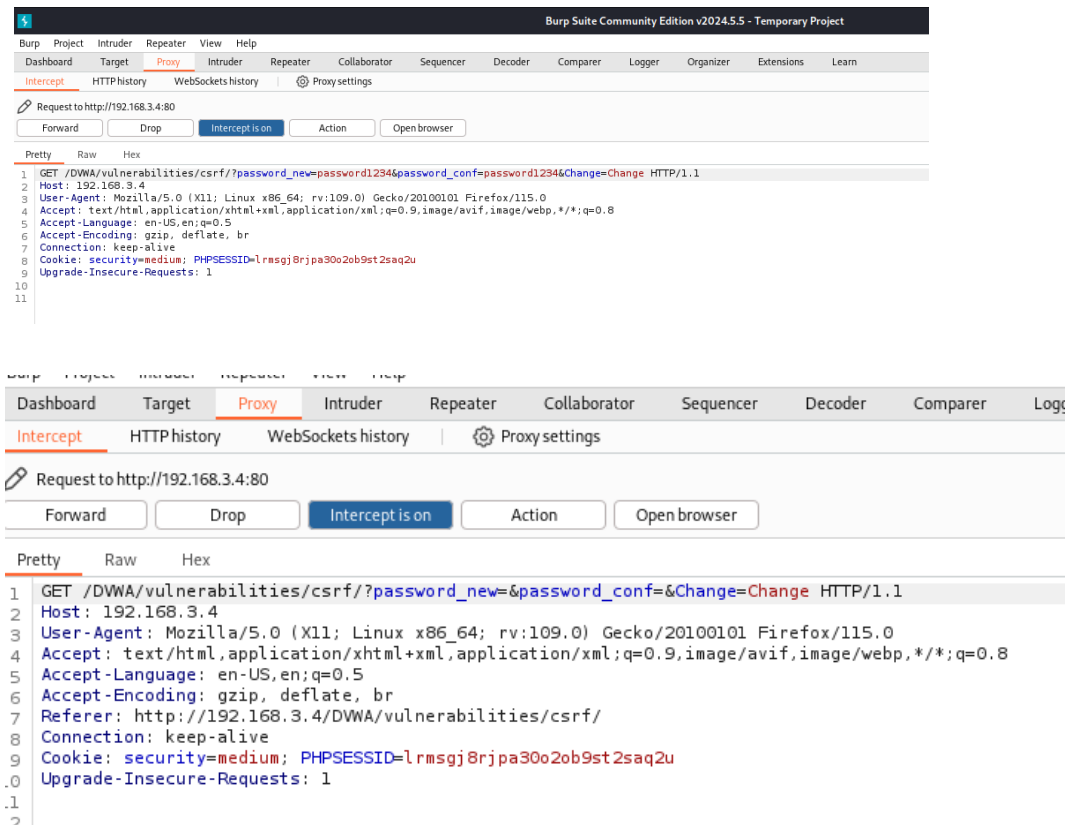 Burp Suite Community Edition v2024.5.5 - Temporary Project
Burp Project Intruder Repeater View Help
Dashboard Target Proxy Intruder Repeater Collaborator Sequencer Decoder Comparer Logger Organizer Extensions Learn
Intercept HTTP history WebSockets history Proxy settings
Request to http://192.168.3.4:80
Forward Drop Intercept is on Action Open browser
Pretty Raw Hex
1 GET /DVWA/vulnerabilities/csrf/?password_new=password1234&password_conf=password1234&Change=Change HTTP/1.1
2 Host: 192.168.3.4
3 User-Agent: Mozilla/5.0 (X11; Linux x86_64; rv:109.0) Gecko/20100101 Firefox/115.0
4 Accept: text/html,application/xhtml+xml,application/xml;q=0.9,image/avif,image/webp,*/*;q=0.8
5 Accept-Language: en-US,en;q=0.5
6 Accept-Encoding: gzip, deflate, br
7 Connection: keep-alive
8 Cookie: security=medium; PHPSESSID=lrmsgj8rjpa30o2ob9st2saq2u
9 Upgrade-Insecure-Requests: 1
10
11
Burp Project Intruder Repeater View Help
Dashboard Target Proxy Intruder Repeater Collaborator Sequencer Decoder Comparer Logg
Intercept HTTP history WebSockets history Proxy settings
Request to http://192.168.3.4:80
Forward Drop Intercept is on Action Open browser
Pretty Raw Hex
1 GET /DVWA/vulnerabilities/csrf/?password_new=&password_conf=&Change=Change HTTP/1.1
2 Host: 192.168.3.4
3 User-Agent: Mozilla/5.0 (X11; Linux x86_64; rv:109.0) Gecko/20100101 Firefox/115.0
4 Accept: text/html,application/xhtml+xml,application/xml;q=0.9,image/avif,image/webp,*/*;q=0.8
5 Accept-Language: en-US,en;q=0.5
6 Accept-Encoding: gzip, deflate, br
7 Referer: http://192.168.3.4/DVWA/vulnerabilities/csrf/
8 Connection: keep-alive
9 Cookie: security=medium; PHPSESSID=lrmsgj8rjpa30o2ob9st2saq2u
.0 Upgrade-Insecure-Requests: 1
.1
2